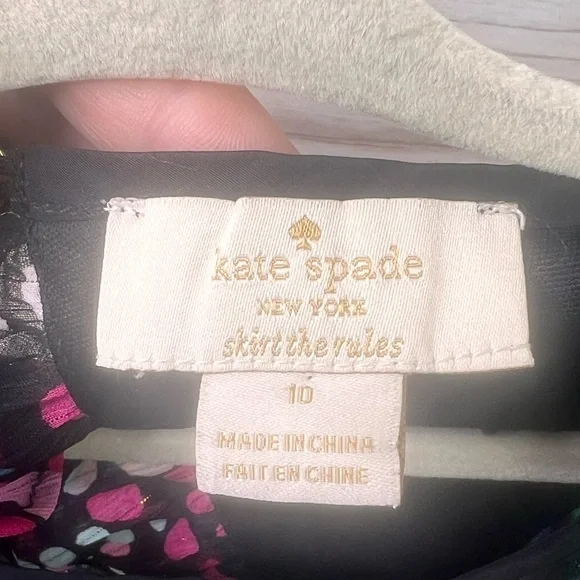 kate spade
NEW YORK
skirt the rules
10
MADE IN CHINA
FAIT EN CHINE